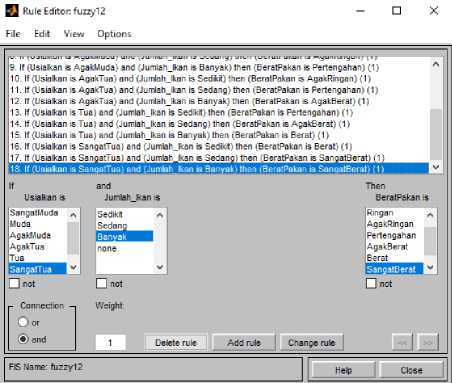 Rule Editor: fuzzy12
File Edit View Options
9. If (UsiaIkan is AgakMuda) and (Jumlah_Ikan is Banyak) then (BeratPakan is Pertengahan) (1)
10. If (UsiaIkan is AgakTua) and (Jumlah_Ikan is Sedikit) then (BeratPakan is AgakRingan) (1)
11. If (UsiaIkan is AgakTua) and (Jumlah_Ikan is Sedang) then (BeratPakan is Pertengahan) (1)
12. If (UsiaIkan is AgakTua) and (Jumlah_Ikan is Banyak) then (BeratPakan is AgakBerat) (1)
13. If (UsiaIkan is Tua) and (Jumlah_Ikan is Sedikit) then (BeratPakan is Pertengahan) (1)
14. If (UsiaIkan is Tua) and (Jumlah_Ikan is Sedang) then (BeratPakan is AgakBerat) (1)
15. If (UsiaIkan is Tua) and (Jumlah_Ikan is Banyak) then (BeratPakan is Berat) (1)
16. If (UsiaIkan is SangatTua) and (Jumlah_Ikan is Sedikit) then (BeratPakan is Berat) (1)
17. If (UsiaIkan is SangatTua) and (Jumlah_Ikan is Sedang) then (BeratPakan is SangatBerat) (1)
18. If (UsiaIkan is SangatTua) and (Jumlah_Ikan is Banyak) then (BeratPakan is SangatBerat) (1)
If and Then
UsiaIkan is Jumlah_Ikan is BeratPakan is
SangatMuda Sedikit Ringan
Muda Sedang AgakRingan
AgakMuda Banyak Pertengahan
AgakTua none AgakBerat
Tua Berat
SangatTua SangatBerat
not not not
Connection Weight:
or
and 1 Delete rule Add rule Change rule << >>
FIS Name: fuzzy12 Help Close